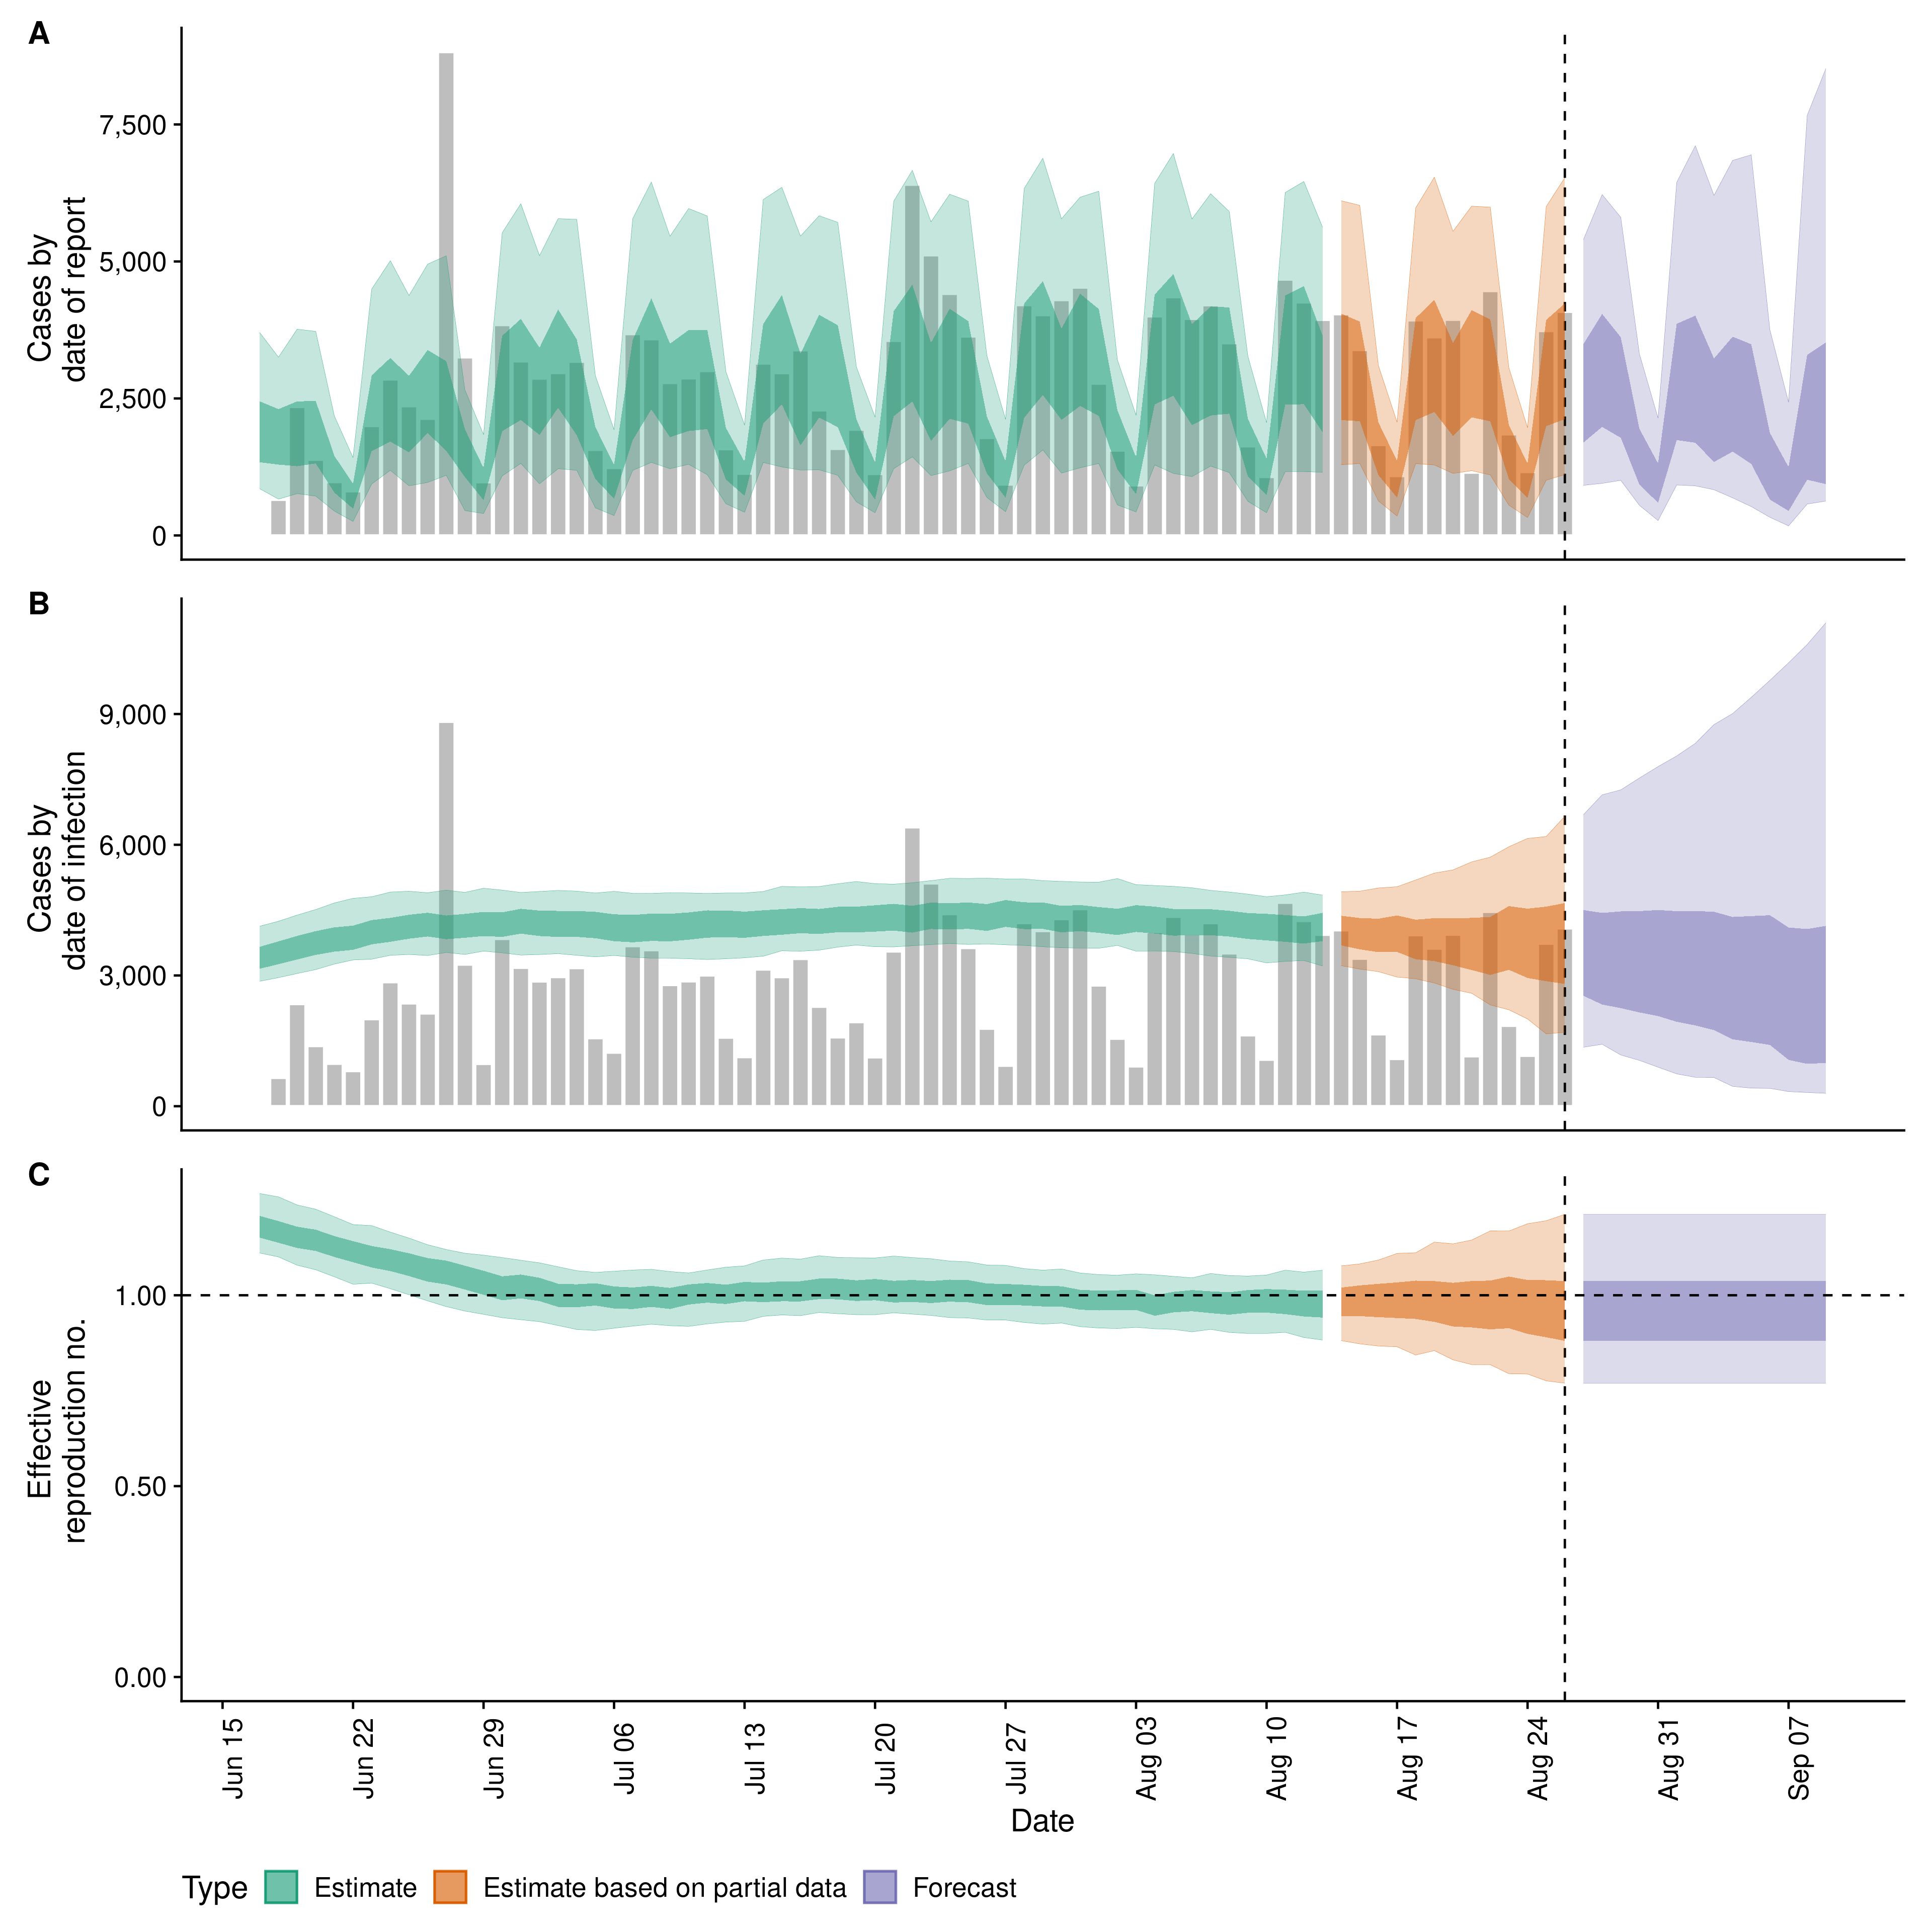 A
Cases by
date of report
7,500
5,000
2,500
0
B
Cases by
date of infection
9,000
6,000
3,000
0
C
Effective
reproduction no.
1.00
0.50
0.00
Jun 15
Jun 22
Jun 29
Jul 06
Jul 13
Jul 20
Jul 27
Aug 03
Aug 10
Aug 17
Aug 24
Aug 31
Sep 07
Date
Type Estimate Estimate based on partial data Forecast